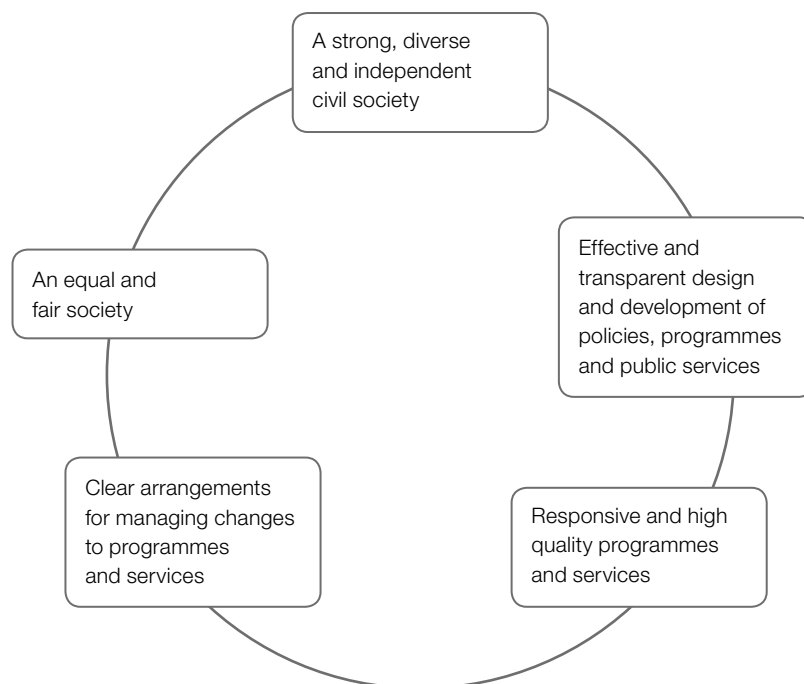 A strong, diverse
and independent
civil society
Effective and
transparent design
and development of
policies, programmes
and public services
Responsive and high
quality programmes
and services
Clear arrangements
for managing changes
to programmes
and services
An equal and
fair society